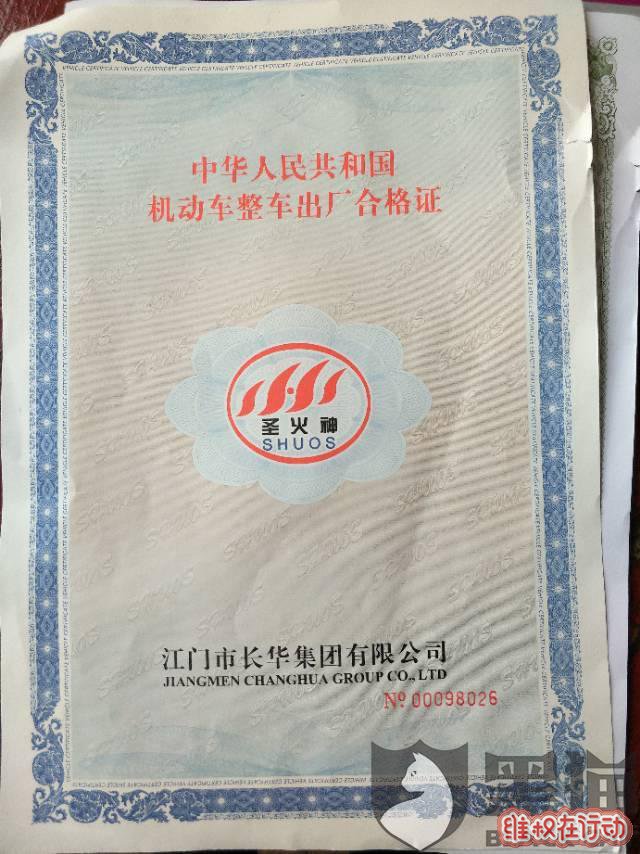 中华人民共和国
机动车整车出厂合格证
圣火神
SHUOS
江门市长华集团有限公司
JIANGMEN CHANGHUA GROUP CO., LTD
№ 00098026
黑猫
维权在行动